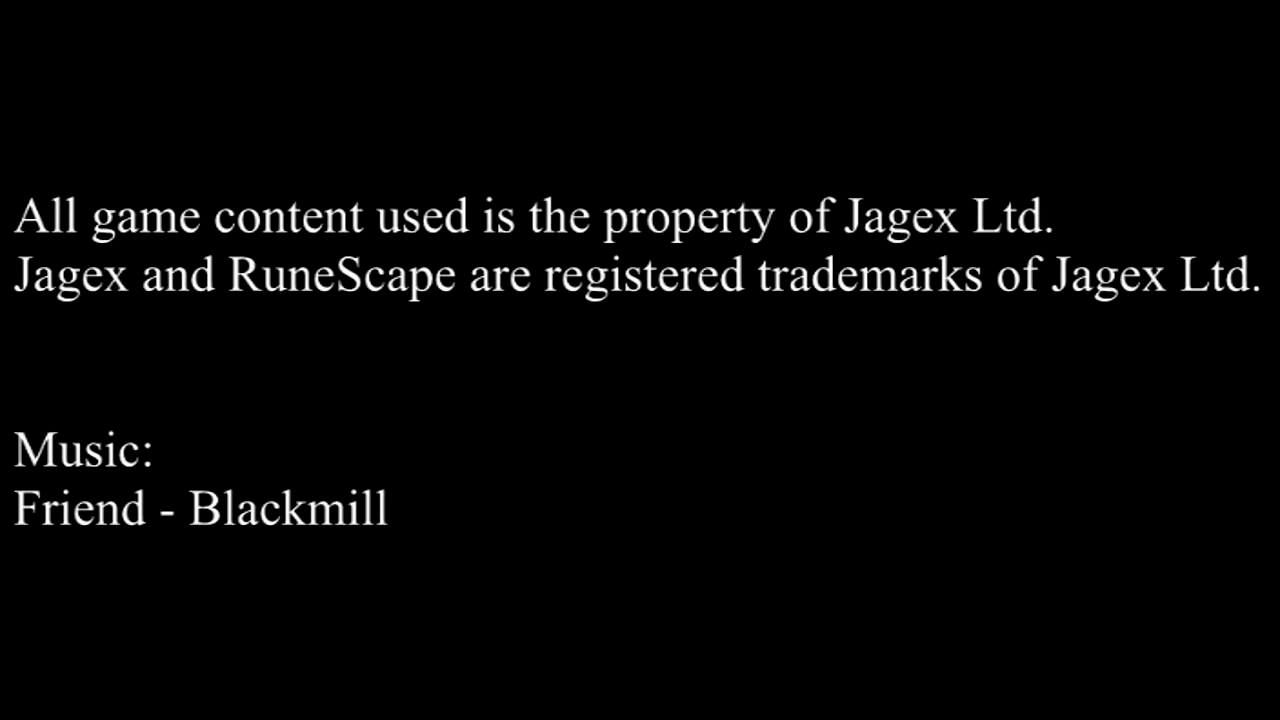 All game content used is the property of Jagex Ltd.
Jagex and RuneScape are registered trademarks of Jagex Ltd.
Music:
Friend - Blackmill